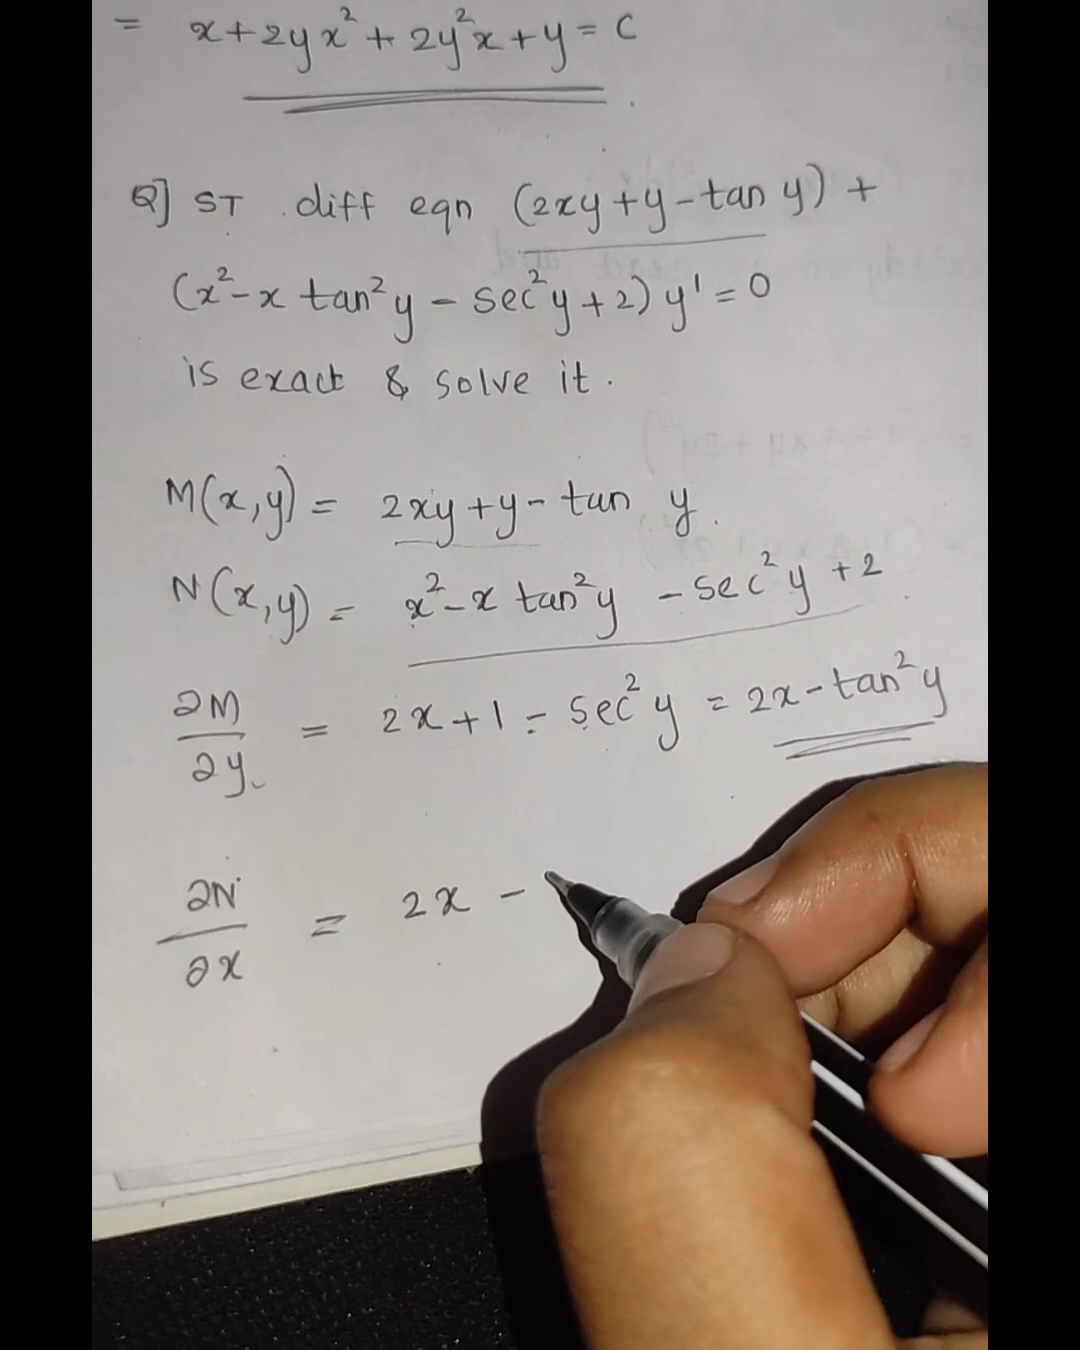 = x+2yx²+2y²x+y=c
Q] ST diff eqn (2xy+y-tan y) +
(x²-x tan²y - sec²y+2) y' = 0
is exact & solve it.
M(x,y) = 2xy+y- tan y.
N(x,y) = x²-x tan²y - sec²y +2
∂M/∂y = 2x+1 - sec²y = 2x-tan²y
∂N/∂x = 2x -